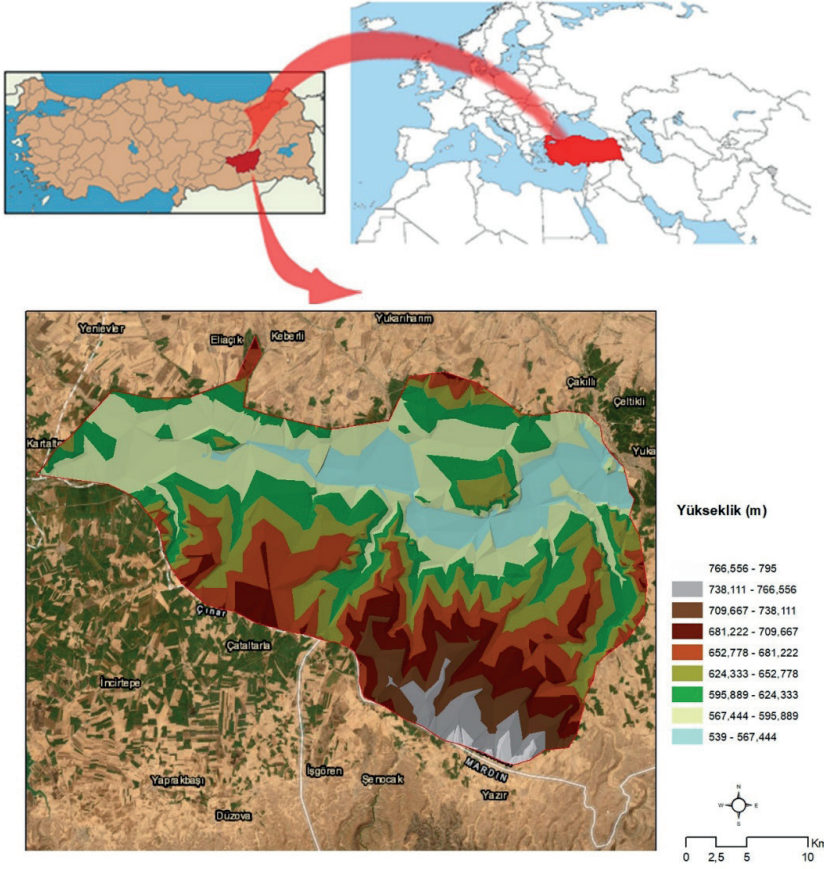 Yenievler
Yukarıharım
Eliaçık
Keberli
Çakıllı
Çeltikli
Kartalte
Yuka
Çınar
Çataltarla
İncirtepe
İşgören
Şenocak
MARDİN
Yazır
Yaprakbaşı
Düzova
Yükseklik (m)
766,556 - 795
738,111 - 766,556
709,667 - 738,111
681,222 - 709,667
652,778 - 681,222
624,333 - 652,778
595,889 - 624,333
567,444 - 595,889
539 - 567,444
N
W E
S
Km
0 2,5 5 10